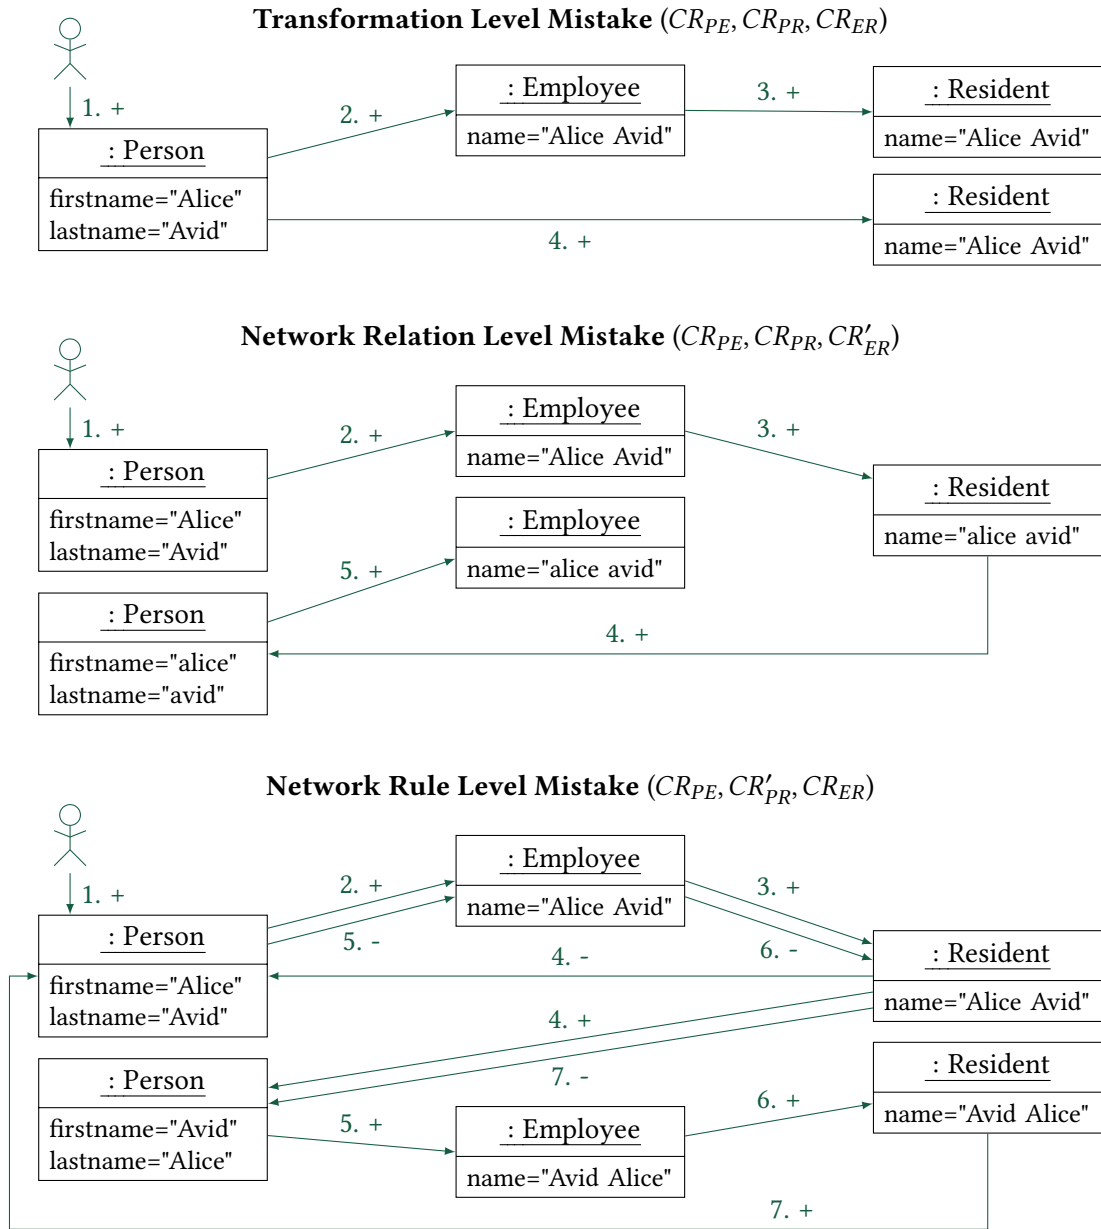 Transformation Level Mistake (CR_PE, CR_PR, CR_ER)
1. +
: Person
firstname="Alice"
lastname="Avid"
2. +
: Employee
name="Alice Avid"
3. +
: Resident
name="Alice Avid"
4. +
: Resident
name="Alice Avid"
Network Relation Level Mistake (CR_PE, CR_PR, CR′_ER)
1. +
: Person
firstname="Alice"
lastname="Avid"
2. +
: Employee
name="Alice Avid"
3. +
: Resident
name="alice avid"
: Employee
name="alice avid"
5. +
: Person
firstname="alice"
lastname="avid"
4. +
Network Rule Level Mistake (CR_PE, CR′_PR, CR_ER)
1. +
: Person
firstname="Alice"
lastname="Avid"
2. +
5. -
: Employee
name="Alice Avid"
3. +
6. -
: Resident
name="Alice Avid"
4. -
4. +
7. -
: Person
firstname="Avid"
lastname="Alice"
5. +
: Employee
name="Avid Alice"
6. +
: Resident
name="Avid Alice"
7. +